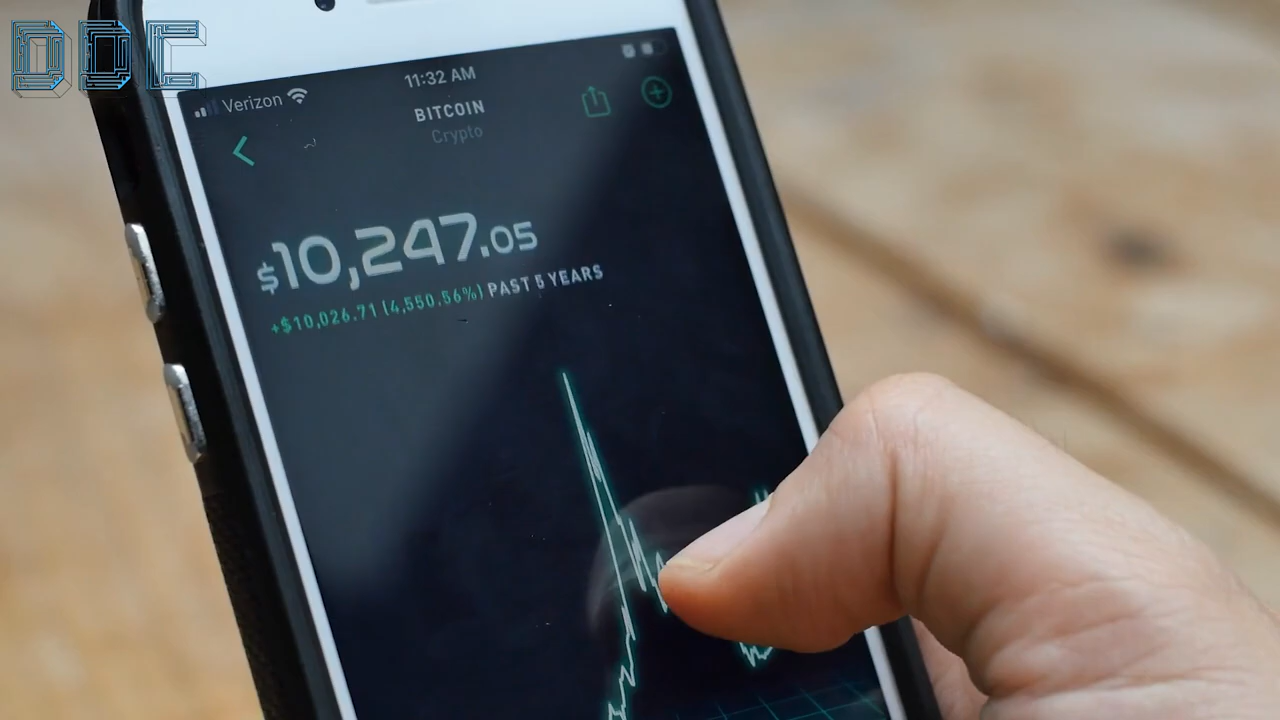 DDC
Verizon
11:32 AM
BITCOIN
Crypto
$10,247.05
+$10,026.71 (4,550.56%) PAST 5 YEARS